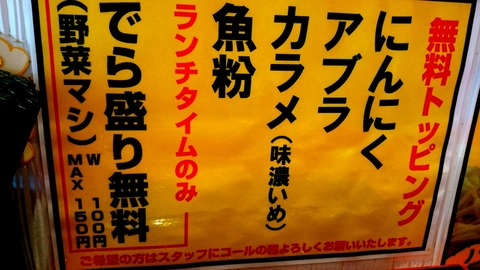 無料トッピング
にんにく
アブラ
カラメ(味濃いめ)
魚粉
ランチタイムのみ
でら盛り無料
(野菜マシ) W 100円
MAX 150円
ご希望の方はスタッフにコールの程よろしくお願いいたします。